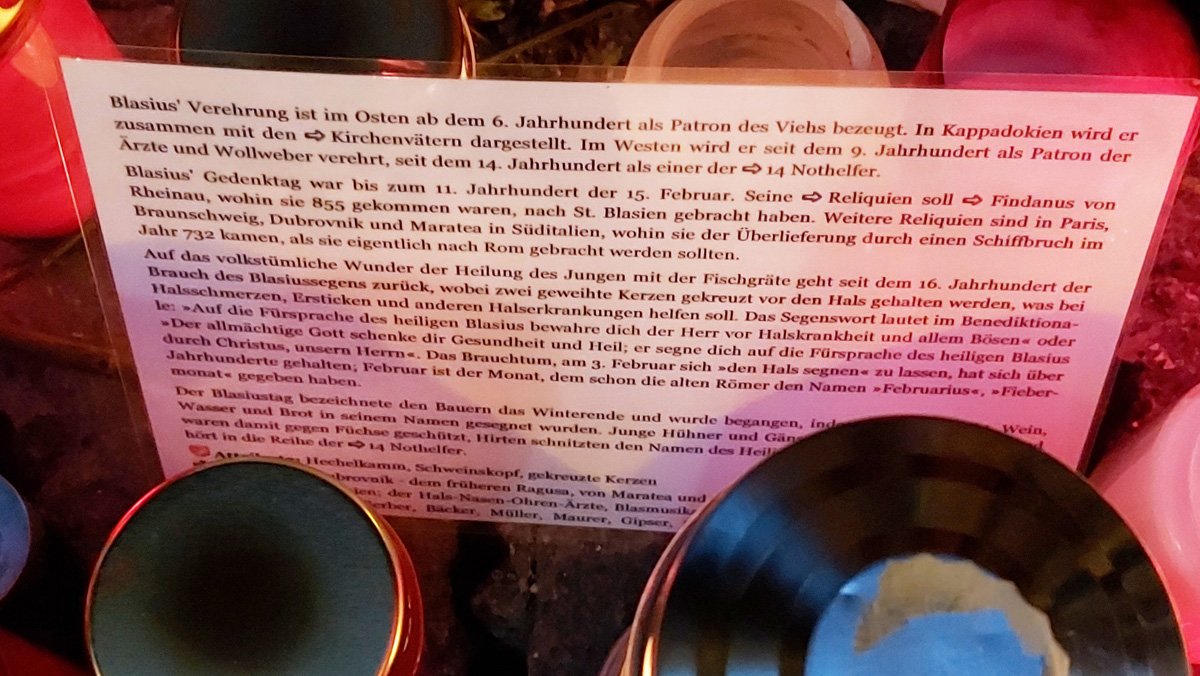 Blasius' Verehrung ist im Osten ab dem 6. Jahrhundert als Patron des Viehs bezeugt. In Kappadokien wird er
zusammen mit den ⇨ Kirchenvätern dargestellt. Im Westen wird er seit dem 9. Jahrhundert als Patron der
Ärzte und Wollweber verehrt, seit dem 14. Jahrhundert als einer der ⇨ 14 Nothelfer.
Blasius' Gedenktag war bis zum 11. Jahrhundert der 15. Februar. Seine ⇨ Reliquien soll ⇨ Findanus von
Rheinau, wohin sie 855 gekommen waren, nach St. Blasien gebracht haben. Weitere Reliquien sind in Paris,
Braunschweig, Dubrovnik und Maratea in Süditalien, wohin sie der Überlieferung durch einen Schiffbruch im
Jahr 732 kamen, als sie eigentlich nach Rom gebracht werden sollten.
Auf das volkstümliche Wunder der Heilung des Jungen mit der Fischgräte geht seit dem 16. Jahrhundert der
Brauch des Blasiussegens zurück, wobei zwei geweihte Kerzen gekreuzt vor den Hals gehalten werden, was bei
Halsschmerzen, Ersticken und anderen Halserkrankungen helfen soll. Das Segenswort lautet im Benediktiona-
le: »Auf die Fürsprache des heiligen Blasius bewahre dich der Herr vor Halskrankheit und allem Bösen« oder
»Der allmächtige Gott schenke dir Gesundheit und Heil; er segne dich auf die Fürsprache des heiligen Blasius
durch Christus, unsern Herrn«. Das Brauchtum, am 3. Februar sich »den Hals segnen« zu lassen, hat sich über
Jahrhunderte gehalten; Februar ist der Monat, dem schon die alten Römer den Namen »Februarius«, »Fieber-
monat« gegeben haben.
Der Blasiustag bezeichnete den Bauern das Winterende und wurde begangen, Wein,
Wasser und Brot in seinem Namen gesegnet wurden. Junge Hühner und
waren damit gegen Füchse geschützt, Hirten schnitzten den Namen des
hört in die Reihe der ⇨ 14 Nothelfer.
Hechelkamm, Schweinskopf, gekreuzte Kerzen
dem früheren Ragusa, von Maratea und
der Hals-Nasen-Ohren-Ärzte,
Bäcker, Müller, Maurer, Gipser,